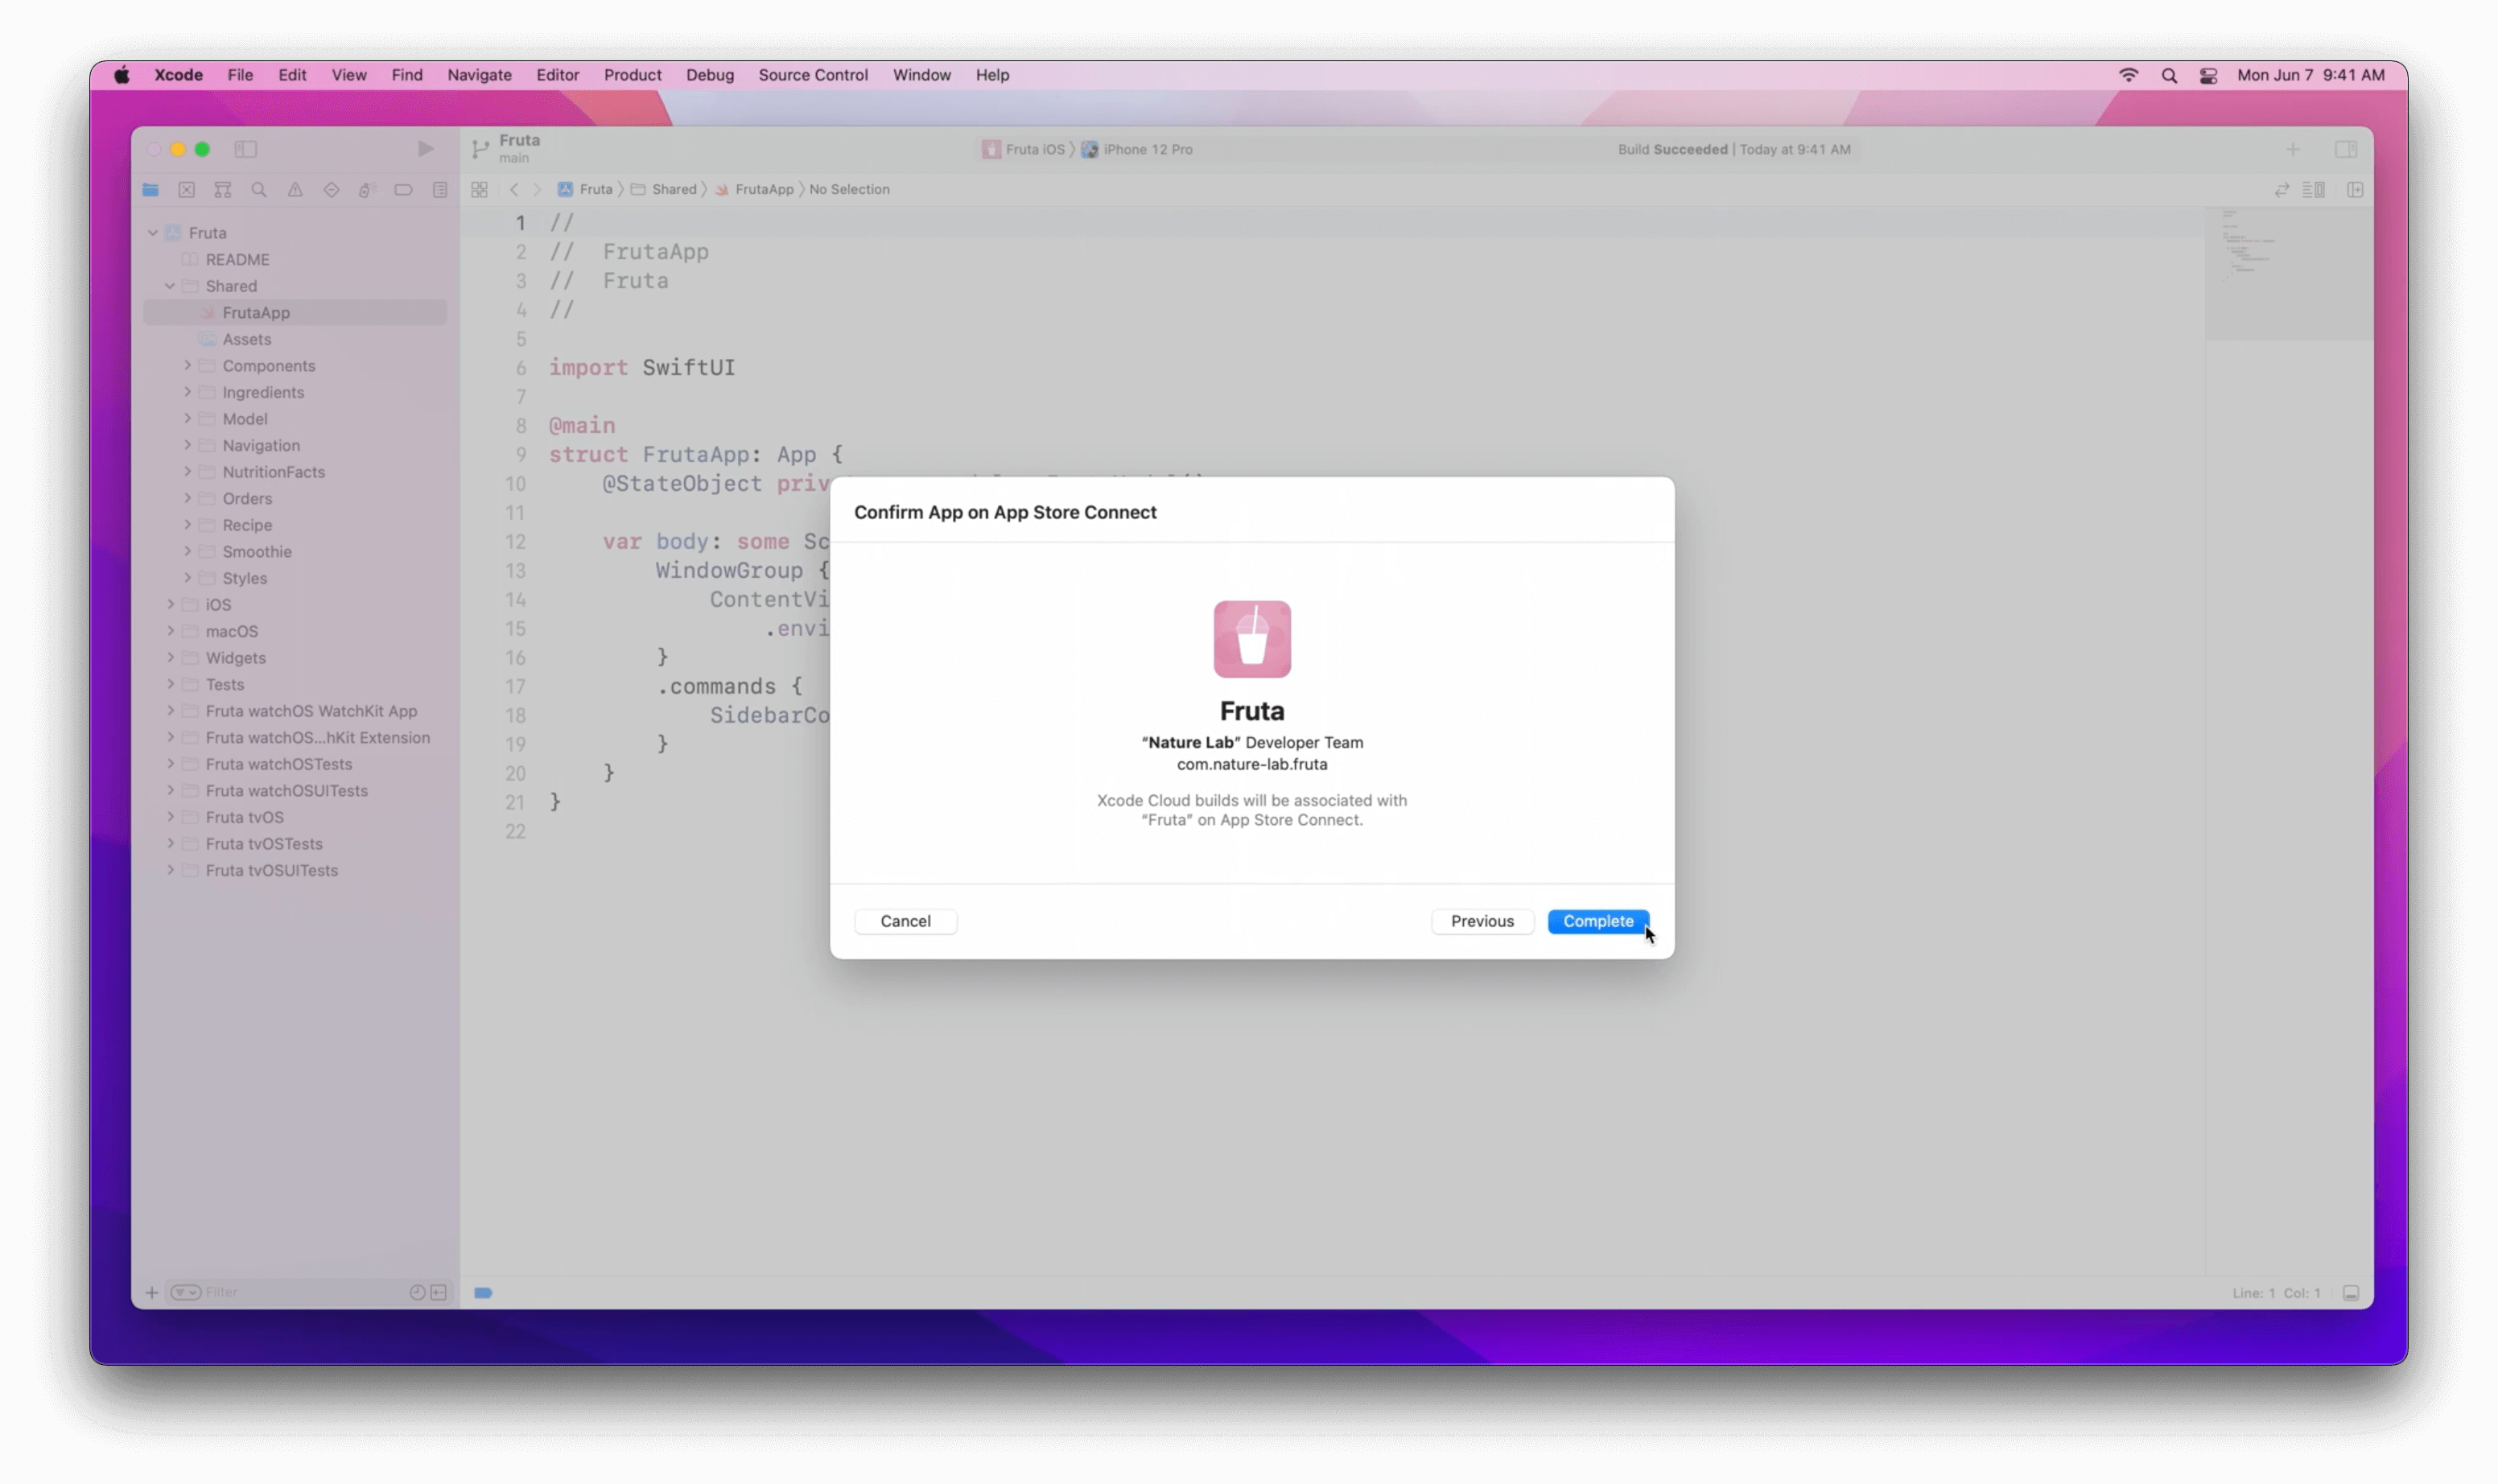 Xcode File Edit View Find Navigate Editor Product Debug Source Control Window Help Mon Jun 7 9:41 AM
Fruta
main
Fruta iOS 〉 iPhone 12 Pro
Build Succeeded | Today at 9:41 AM
Fruta 〉 Shared 〉 FrutaApp 〉 No Selection
Fruta
README
Shared
FrutaApp
Assets
Components
Ingredients
Model
Navigation
NutritionFacts
Orders
Recipe
Smoothie
Styles
iOS
macOS
Widgets
Tests
Fruta watchOS WatchKit App
Fruta watchOS...hKit Extension
Fruta watchOSTests
Fruta watchOSUITests
Fruta tvOS
Fruta tvOSTests
Fruta tvOSUITests
Filter
1 //
2 // FrutaApp
3 // Fruta
4 //
5
6 import SwiftUI
7
8 @main
9 struct FrutaApp: App {
10 @StateObject priv
11
12 var body: some Sc
13 WindowGroup {
14 ContentVi
15 .envi
16 }
17 .commands {
18 SidebarCo
19 }
20 }
21 }
22
Confirm App on App Store Connect
Fruta
“Nature Lab” Developer Team
com.nature-lab.fruta
Xcode Cloud builds will be associated with
“Fruta” on App Store Connect.
Cancel Previous Complete
Line: 1 Col: 1